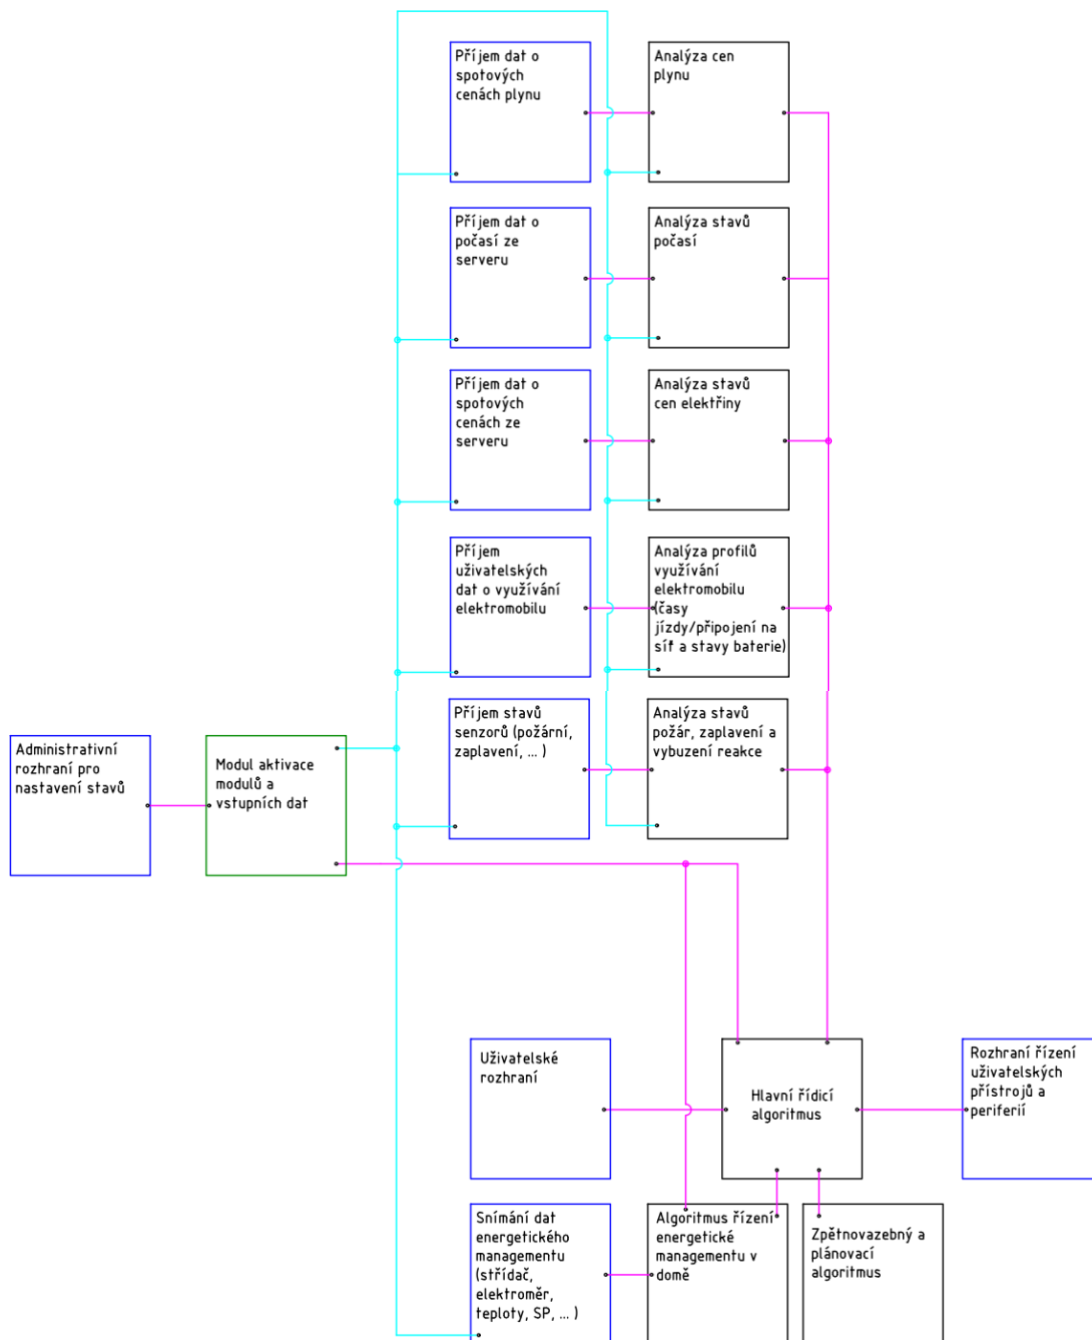 Příjem dat o
spotových
cenách plynu
Analýza cen
plynu
Příjem dat o
počasí ze
serveru
Analýza stavů
počasí
Příjem dat o
spotových
cenách ze
serveru
Analýza stavů
cen elektřiny
Příjem
uživatelských
dat o využívání
elektromobilu
Analýza profilů
využívání
elektromobilu
(časy
jízdy/připojení na
síť a stavy baterie)
Administrativní
rozhraní pro
nastavení stavů
Modul aktivace
modulů a
vstupních dat
Příjem stavů
senzorů (požární,
zaplavení, ... )
Analýza stavů
požár, zaplavení a
vybuzení reakce
Uživatelské
rozhraní
Hlavní řídicí
algoritmus
Rozhraní řízení
uživatelských
přístrojů a
periferií
Snímání dat
energetického
managementu
(střídač,
elektroměr,
teploty, SP, ... )
Algoritmus řízení
energetické
managementu v
domě
Zpětnovazebný a
plánovací
algoritmus